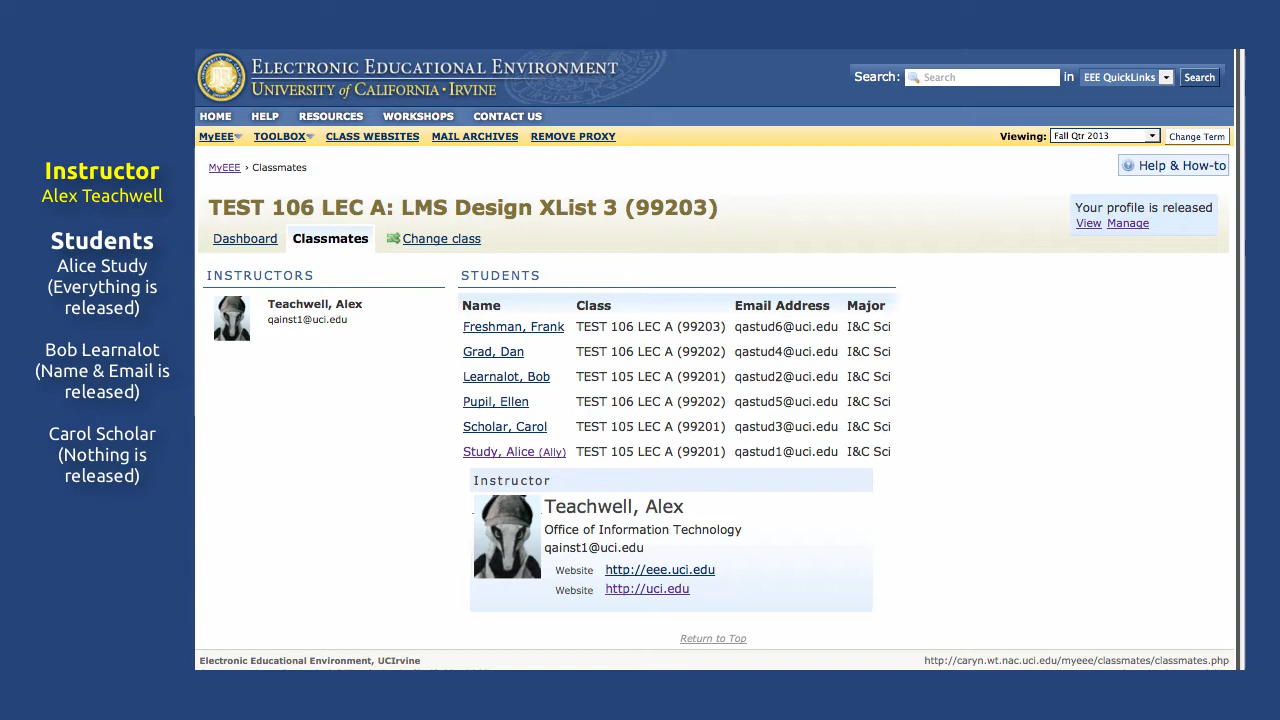 Instructor
Alex Teachwell
Students
Alice Study
(Everything is
released)
Bob Learnalot
(Name & Email is
released)
Carol Scholar
(Nothing is
released)
ELECTRONIC EDUCATIONAL ENVIRONMENT
UNIVERSITY of CALIFORNIA · IRVINE
Search: Search in EEE QuickLinks Search
HOME HELP RESOURCES WORKSHOPS CONTACT US
MyEEE TOOLBOX CLASS WEBSITES MAIL ARCHIVES REMOVE PROXY Viewing: Fall Qtr 2013 Change Term
MyEEE › Classmates Help & How-to
TEST 106 LEC A: LMS Design XList 3 (99203)
Your profile is released
View Manage
Dashboard Classmates Change class
INSTRUCTORS
Teachwell, Alex
qainst1@uci.edu
STUDENTS
Name Class Email Address Major
Freshman, Frank TEST 106 LEC A (99203) qastud6@uci.edu I&C Sci
Grad, Dan TEST 106 LEC A (99202) qastud4@uci.edu I&C Sci
Learnalot, Bob TEST 105 LEC A (99201) qastud2@uci.edu I&C Sci
Pupil, Ellen TEST 106 LEC A (99202) qastud5@uci.edu I&C Sci
Scholar, Carol TEST 105 LEC A (99201) qastud3@uci.edu I&C Sci
Study, Alice (Ally) TEST 105 LEC A (99201) qastud1@uci.edu I&C Sci
Instructor
Teachwell, Alex
Office of Information Technology
qainst1@uci.edu
Website http://eee.uci.edu
Website http://uci.edu
Return to Top
Electronic Educational Environment, UCIrvine http://caryn.wt.nac.uci.edu/myeee/classmates/classmates.php